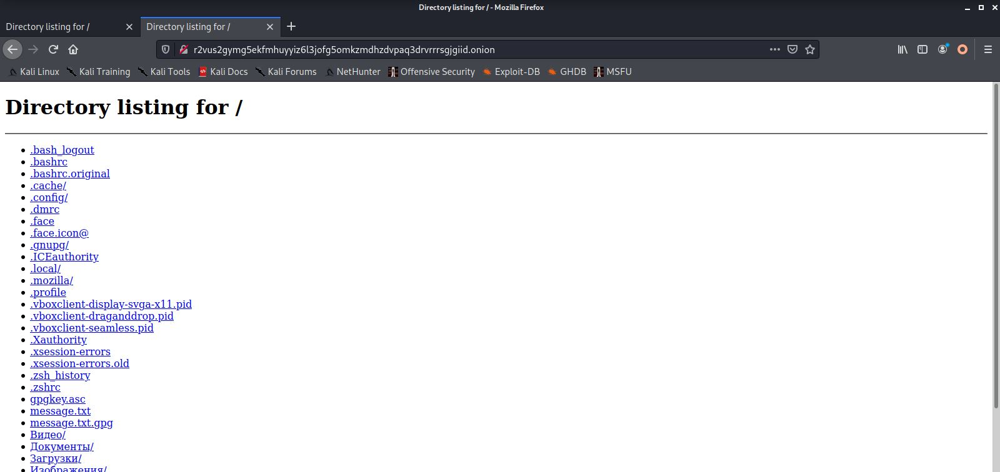 Directory listing for / - Mozilla Firefox
Directory listing for /
Directory listing for /
r2vus2gymg5ekfmhuyyiz6l3jofg5omkzmdhzdvpaq3drvrrrsgjgiid.onion
Kali Linux Kali Training Kali Tools Kali Docs Kali Forums NetHunter Offensive Security Exploit-DB GHDB MSFU
Directory listing for /
.bash_logout
.bashrc
.bashrc.original
.cache/
.config/
.dmrc
.face
.face.icon@
.gnupg/
.ICEauthority
.local/
.mozilla/
.profile
.vboxclient-display-svga-x11.pid
.vboxclient-draganddrop.pid
.vboxclient-seamless.pid
.Xauthority
.xsession-errors
.xsession-errors.old
.zsh_history
.zshrc
gpgkey.asc
message.txt
message.txt.gpg
Видео/
Документы/
Загрузки/
Изображения/